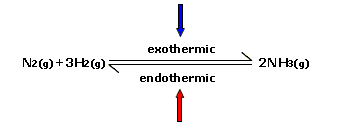 exothermic
N2(g)+3H2(g) 2NH3(g)
endothermic